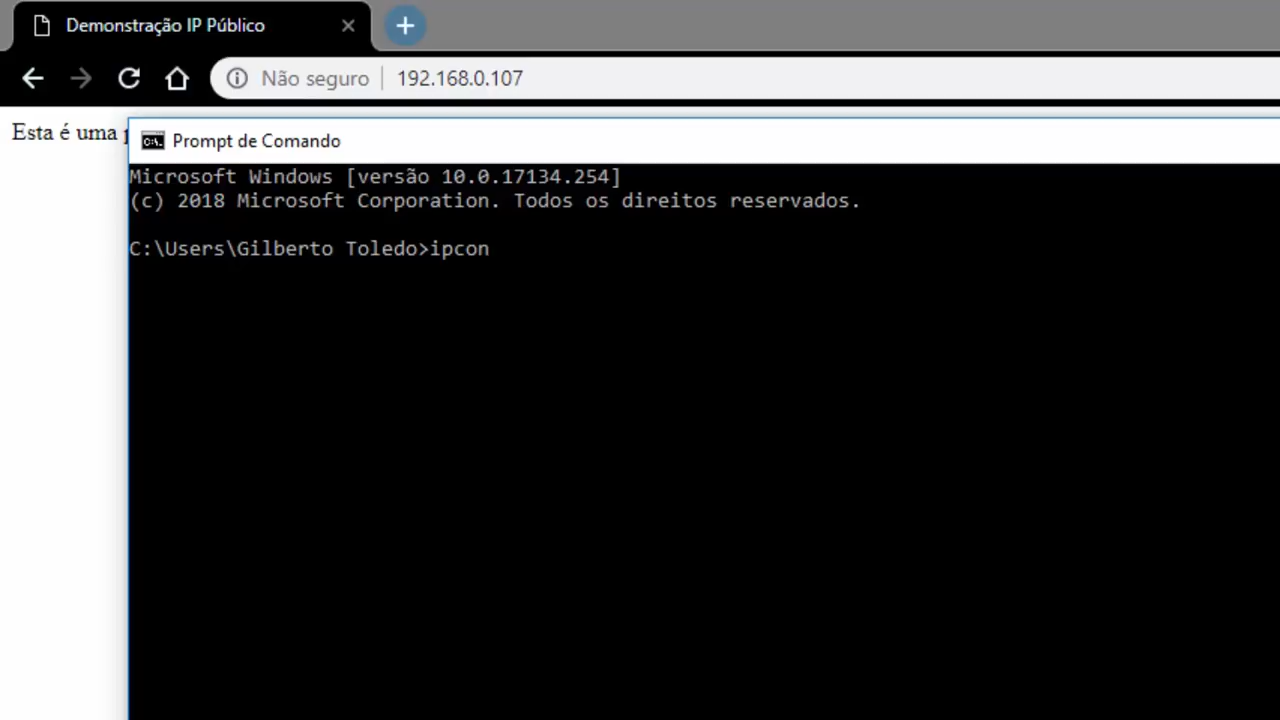 Demonstração IP Público
Não seguro
192.168.0.107
Esta é uma
Prompt de Comando
Microsoft Windows [versão 10.0.17134.254]
(c) 2018 Microsoft Corporation. Todos os direitos reservados.
C:\Users\Gilberto Toledo>ipcon